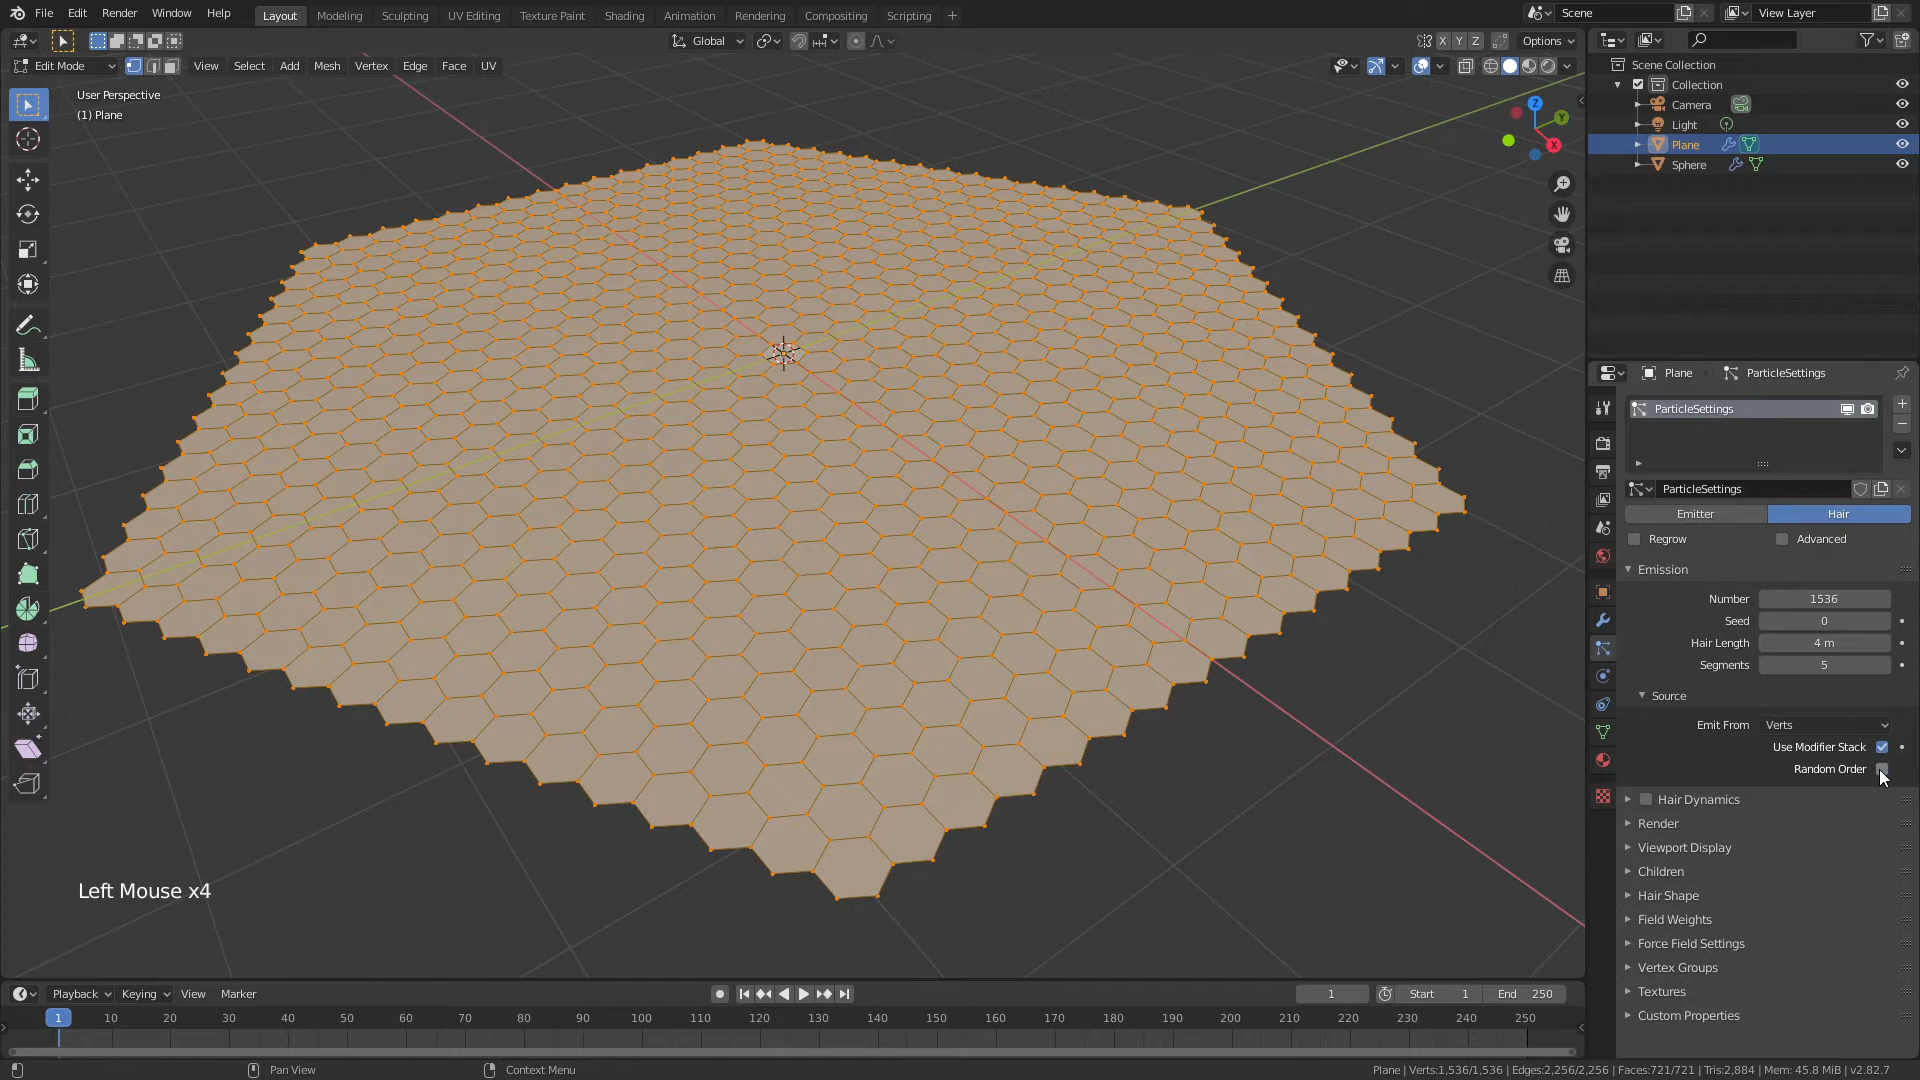 File Edit Render Window Help Layout Modeling Sculpting UV Editing Texture Paint Shading Animation Rendering Compositing Scripting + Scene View Layer
Global X Y Z Options
Edit Mode View Select Add Mesh Vertex Edge Face UV
User Perspective
(1) Plane
Z
Y
X
Scene Collection
Collection
Camera
Light
Plane
Sphere
Plane ParticleSettings
ParticleSettings
ParticleSettings
Emitter Hair
Regrow Advanced
Emission
Number 1536
Seed 0
Hair Length 4 m
Segments 5
Source
Emit From Verts
Use Modifier Stack
Random Order
Hair Dynamics
Render
Viewport Display
Children
Hair Shape
Field Weights
Force Field Settings
Vertex Groups
Textures
Custom Properties
Left Mouse x4
Playback Keying View Marker 1 Start 1 End 250
1 10 20 30 40 50 60 70 80 90 100 110 120 130 140 150 160 170 180 190 200 210 220 230 240 250
Pan View Context Menu Plane | Verts:1,536/1,536 | Edges:2,256/2,256 | Faces:721/721 | Tris:2,884 | Mem: 45.8 MiB | v2.82.7